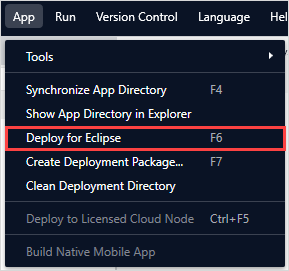 App Run Version Control Language Help
Tools
Synchronize App Directory F4
Show App Directory in Explorer
Deploy for Eclipse F6
Create Deployment Package... F7
Clean Deployment Directory
Deploy to Licensed Cloud Node Ctrl+F5
Build Native Mobile App